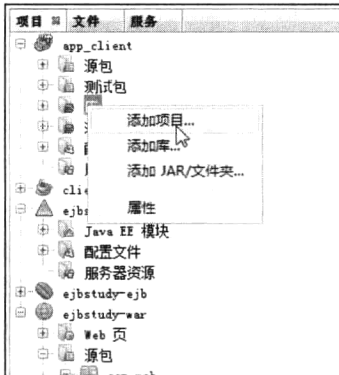 项目 文件 服务
app_client
源包
测试包
添加项目...
添加库...
添加 JAR/文件夹...
属性
Java EE 模块
配置文件
服务器资源
ejbstudy-ejb
ejbstudy-war
Web 页
源包